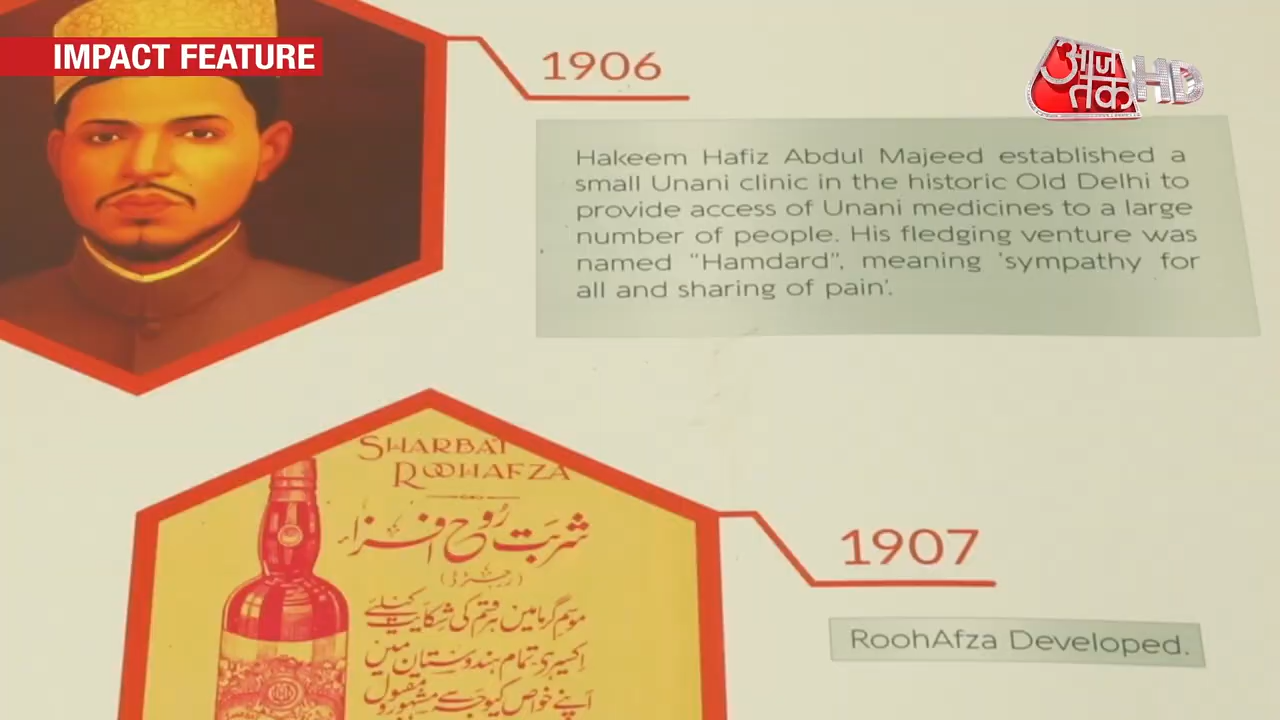 IMPACT FEATURE
आज तक HD
1906
Hakeem Hafiz Abdul Majeed established a
small Unani clinic in the historic Old Delhi to
provide access of Unani medicines to a large
number of people. His fledging venture was
named “Hamdard”, meaning ‘sympathy for
all and sharing of pain’.
SHARBAT
ROOHAFZA
شربت روح افزا
(رجسٹرڈ)
موسم گرما میں ہر قسم کی شکایت کیلئے
اکسیر ہے تمام ہندوستان میں
اپنے خواص کیوجہ سے مشہور و مقبول
1907
RoohAfza Developed.